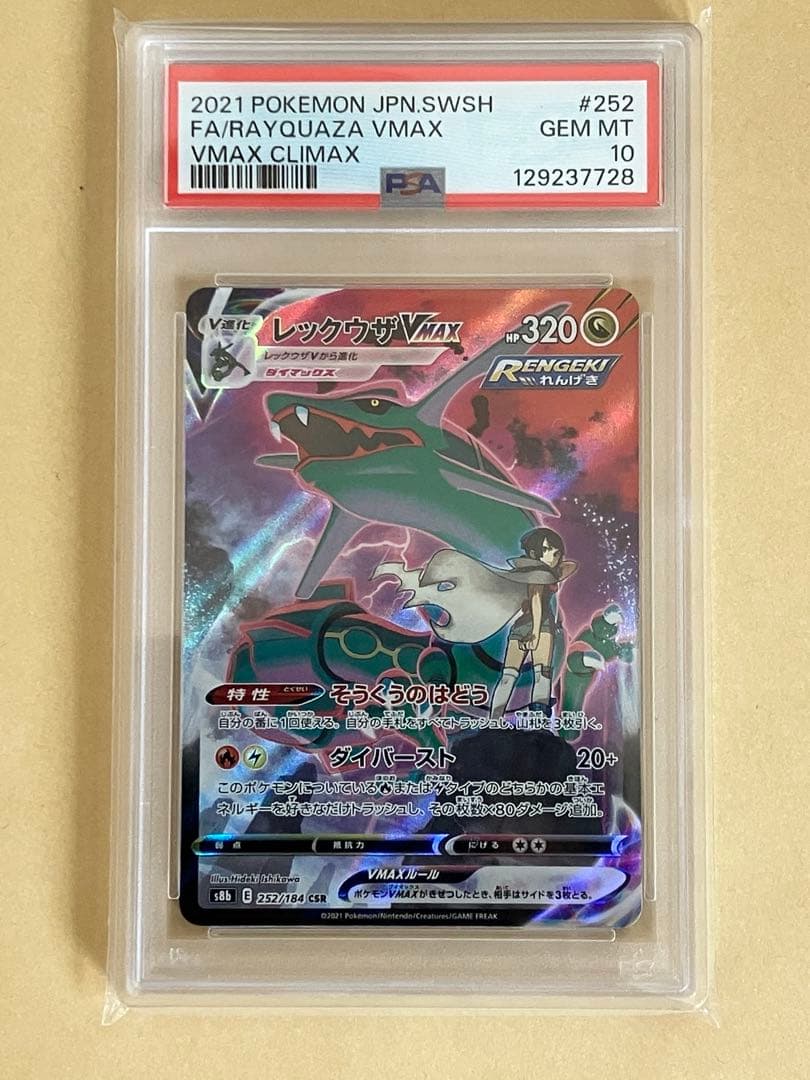 2021 POKEMON JPN.SWSH #252
FA/RAYQUAZA VMAX GEM MT
VMAX CLIMAX 10
PSA 129237728
V進化 レックウザVMAX HP320
レックウザVから進化
ダイマックス
RENGEKI
れんげき
特性 とくせい そうくうのはどう
自分の番に1回使える。自分の手札をすべてトラッシュし、山札を3枚引く。
ダイバースト 20+
このポケモンについている または タイプのどちらかの基本エ
ネルギーを好きなだけトラッシュし、その枚数×80ダメージ追加。
弱点 抵抗力 にげる
Illus. Hideki Ishikawa
VMAXルール
s8b E 252/184 CSR
ポケモンVMAXがきぜつしたとき、相手はサイドを3枚とる。
©2021 Pokémon/Nintendo/Creatures/GAME FREAK